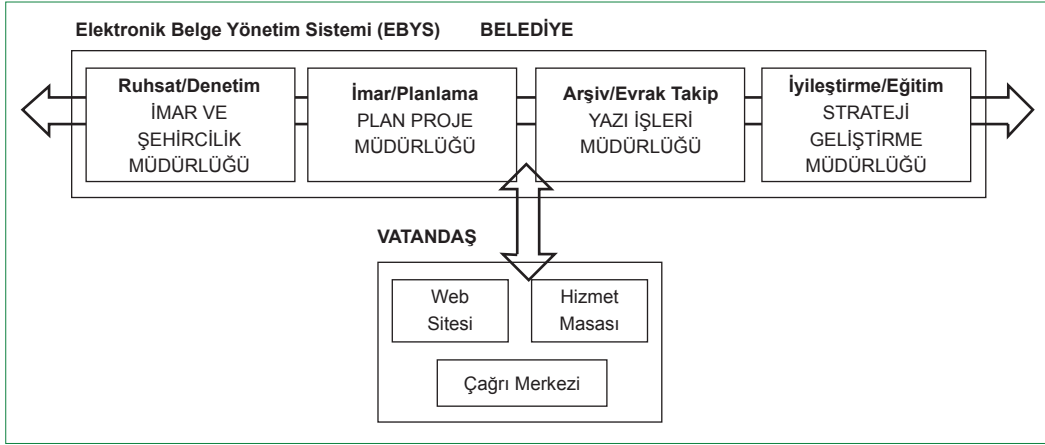 Elektronik Belge Yönetim Sistemi (EBYS) BELEDİYE
Ruhsat/Denetim
İMAR VE
ŞEHİRCİLİK
MÜDÜRLÜĞÜ
İmar/Planlama
PLAN PROJE
MÜDÜRLÜĞÜ
Arşiv/Evrak Takip
YAZI İŞLERİ
MÜDÜRLÜĞÜ
İyileştirme/Eğitim
STRATEJİ
GELİŞTİRME
MÜDÜRLÜĞÜ
VATANDAŞ
Web
Sitesi
Hizmet
Masası
Çağrı Merkezi